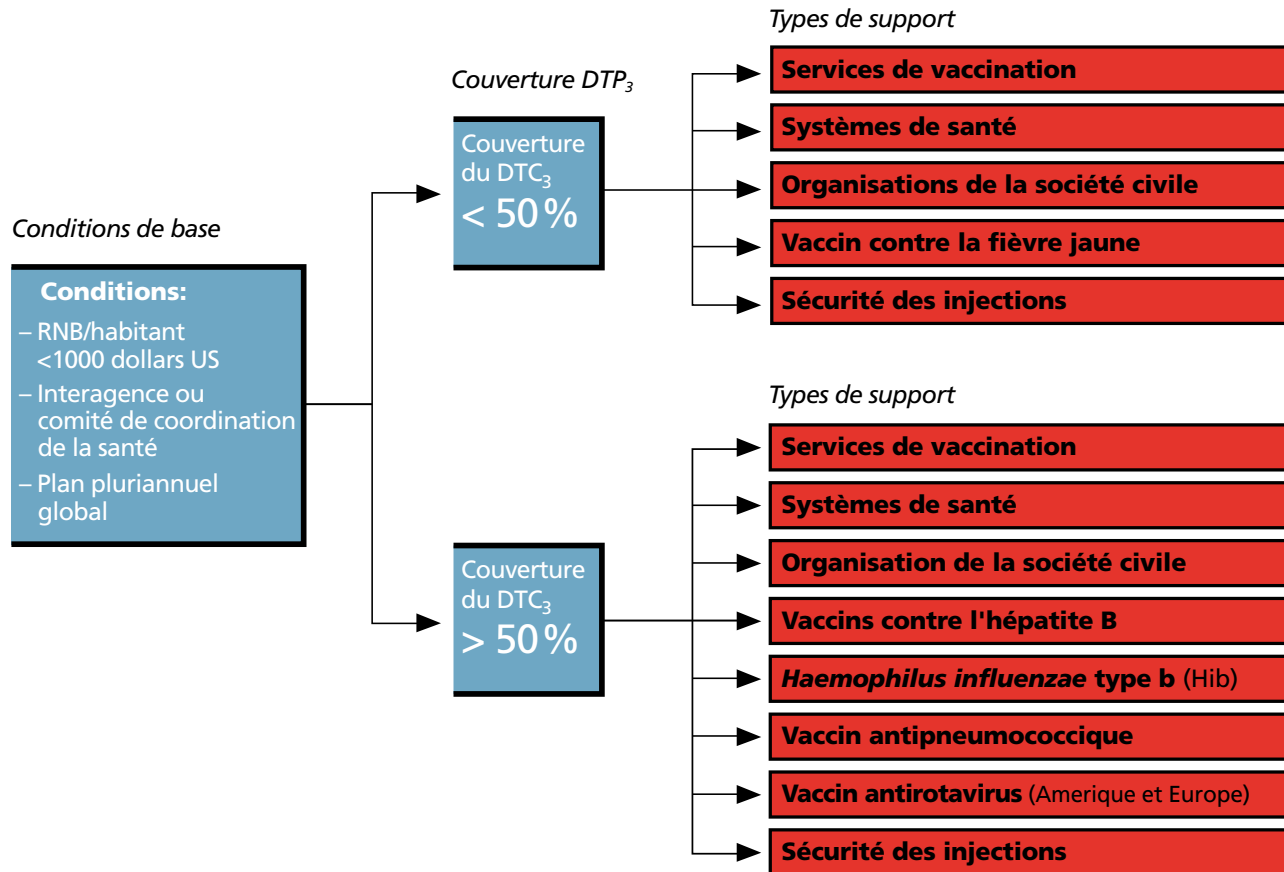 Conditions de base
Conditions:
– RNB/habitant
<1000 dollars US
– Interagence ou
comité de coordination
de la santé
– Plan pluriannuel
global
Couverture DTP₃
Couverture
du DTC₃
< 50 %
Types de support
Services de vaccination
Systèmes de santé
Organisations de la société civile
Vaccin contre la fièvre jaune
Sécurité des injections
Couverture
du DTC₃
> 50 %
Types de support
Services de vaccination
Systèmes de santé
Organisation de la société civile
Vaccins contre l'hépatite B
Haemophilus influenzae type b (Hib)
Vaccin antipneumococcique
Vaccin antirotavirus (Amerique et Europe)
Sécurité des injections